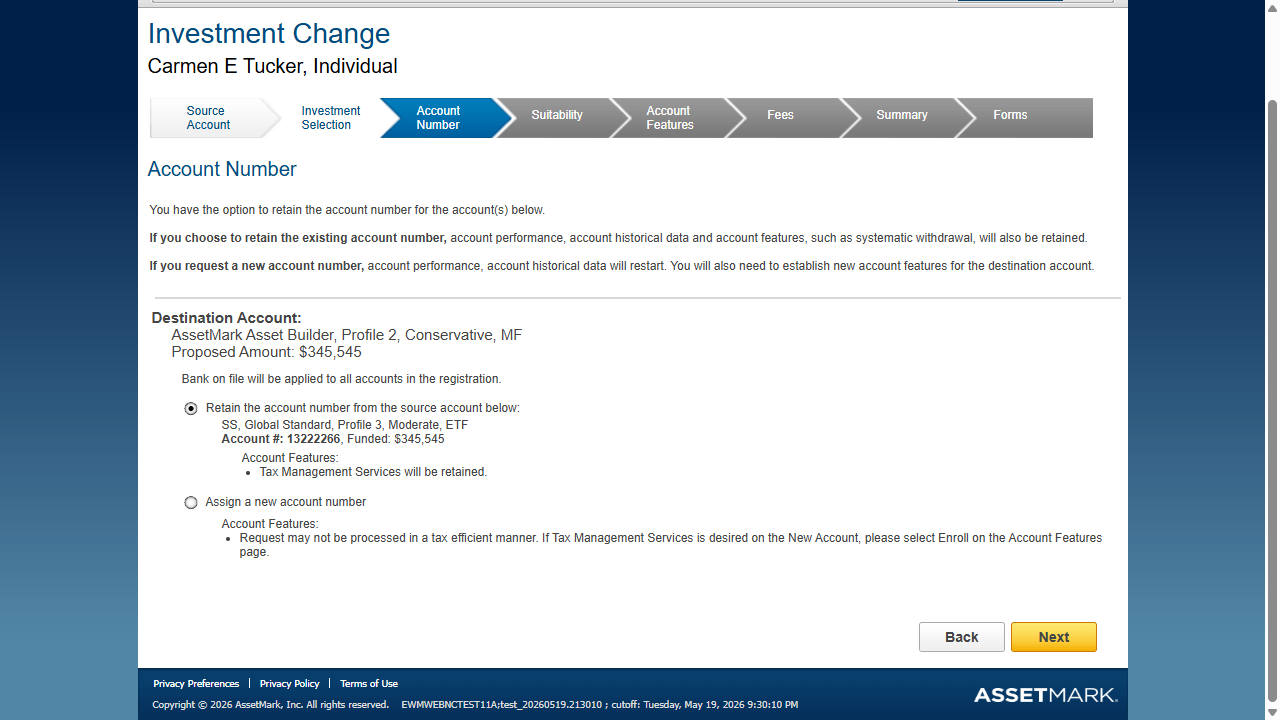 Investment Change
Carmen E Tucker, Individual
Source
Account
Investment
Selection
Account
Number
Suitability
Account
Features
Fees
Summary
Forms
Account Number
You have the option to retain the account number for the account(s) below.
If you choose to retain the existing account number, account performance, account historical data and account features, such as systematic withdrawal, will also be retained.
If you request a new account number, account performance, account historical data will restart. You will also need to establish new account features for the destination account.
Destination Account:
AssetMark Asset Builder, Profile 2, Conservative, MF
Proposed Amount: $345,545
Bank on file will be applied to all accounts in the registration.
Retain the account number from the source account below:
SS, Global Standard, Profile 3, Moderate, ETF
Account #: 13222266, Funded: $345,545
Account Features:
• Tax Management Services will be retained.
Assign a new account number
Account Features:
• Request may not be processed in a tax efficient manner. If Tax Management Services is desired on the New Account, please select Enroll on the Account Features
page.
Back
Next
Privacy Preferences | Privacy Policy | Terms of Use
Copyright © 2026 AssetMark, Inc. All rights reserved. EWMWEBNCTEST11A;test_20260519.213010 ; cutoff: Tuesday, May 19, 2026 9:30:10 PM
ASSETMARK.